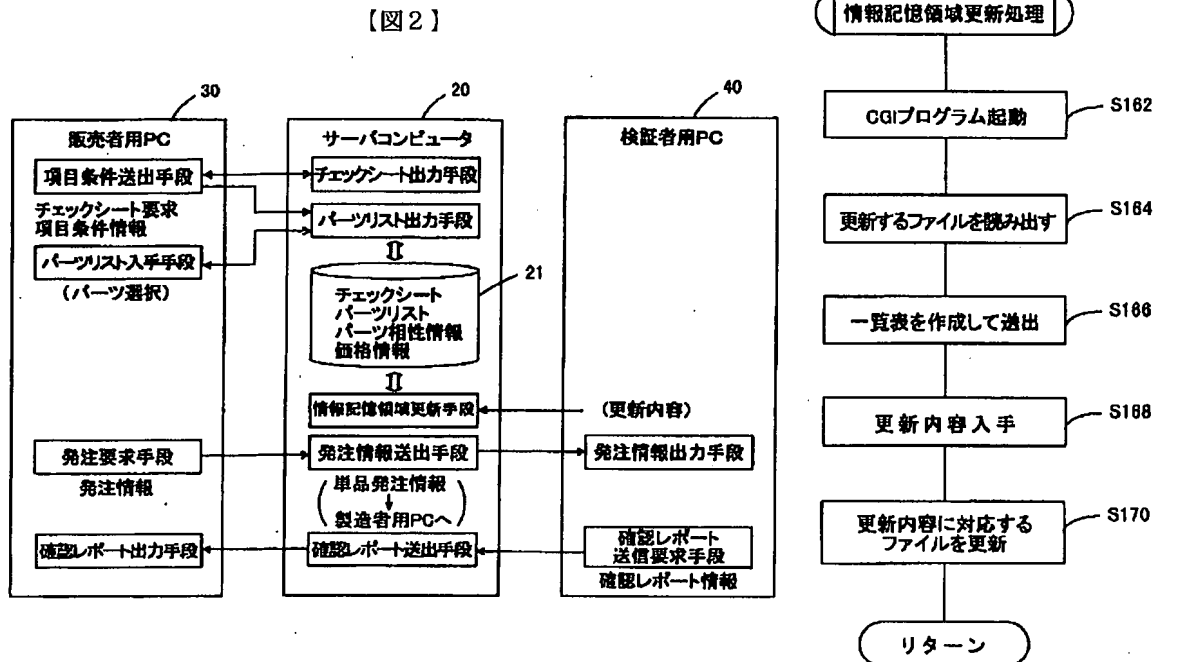 【図2】
30
販売者用PC
項目条件送出手段
チェックシート要求
項目条件情報
パーツリスト入手手段
(パーツ選択)
発注要求手段
発注情報
確認レポート出力手段
20
サーバコンピュータ
チェックシート出力手段
パーツリスト出力手段
21
チェックシート
パーツリスト
パーツ相性情報
価格情報
情報記憶領域更新手段
発注情報送出手段
単品発注情報
製造者用PCへ
確認レポート送出手段
40
検証者用PC
(更新内容)
発注情報出力手段
確認レポート
送信要求手段
確認レポート情報
情報記憶領域更新処理
CGIプログラム起動
S162
更新するファイルを読み出す
S164
一覧表を作成して送出
S166
更新内容入手
S168
更新内容に対応する
ファイルを更新
S170
リターン